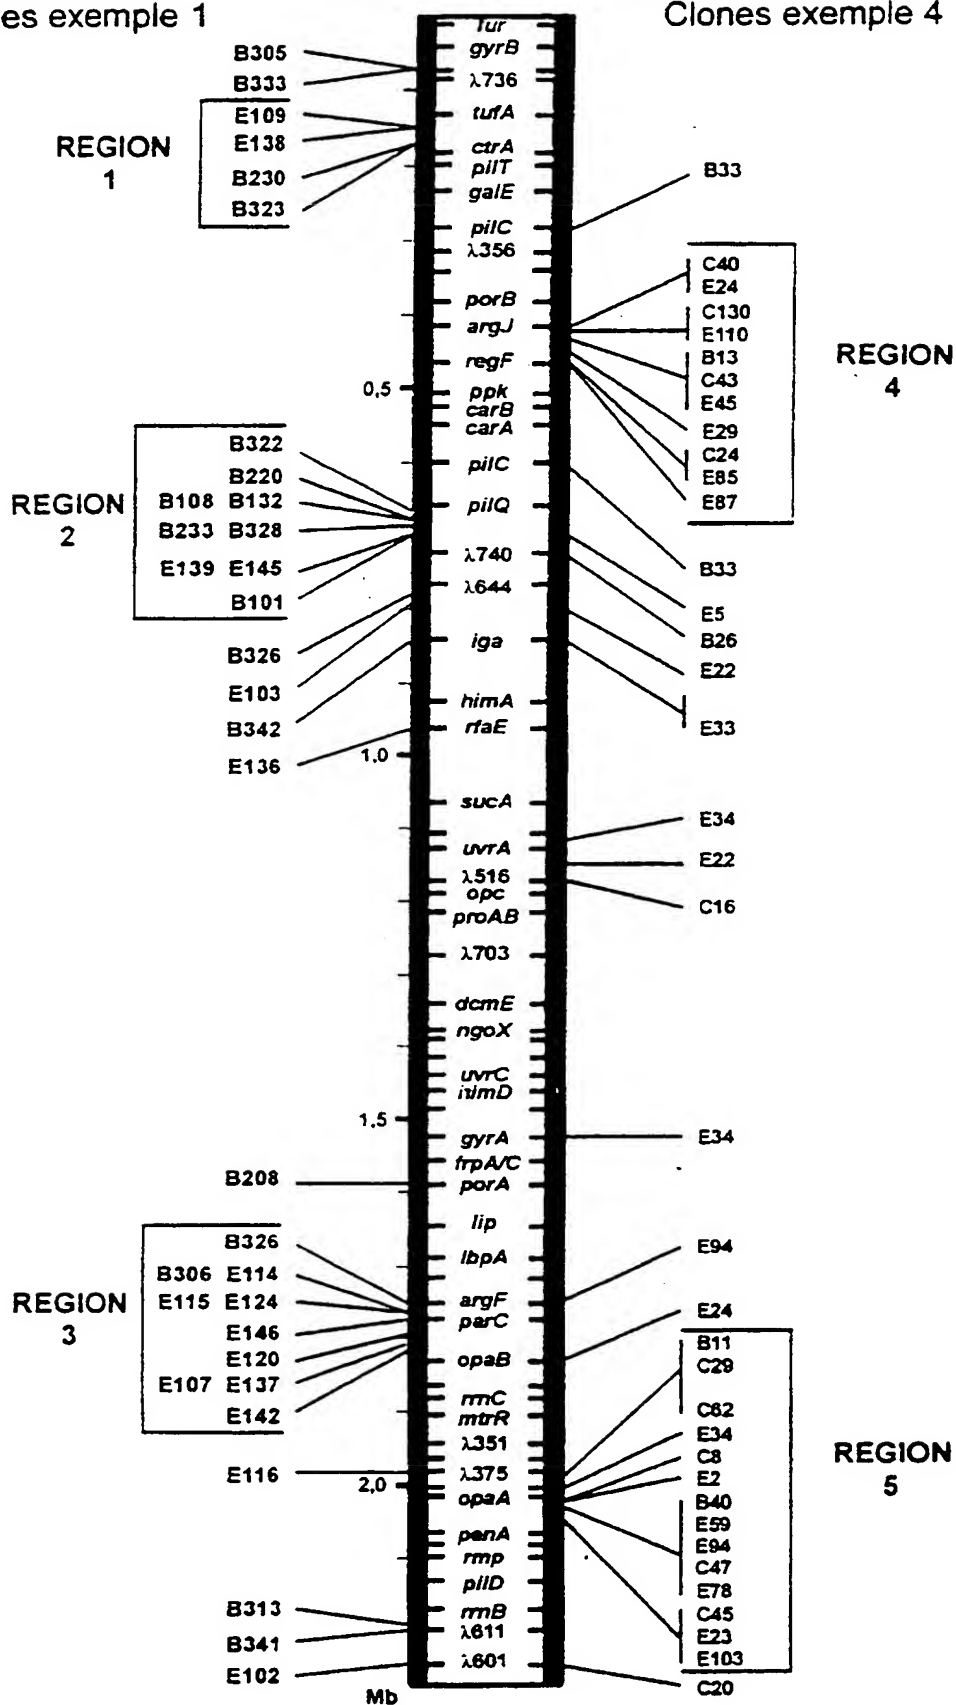 es exemple 1
Clones exemple 4
fur
gyrB
λ736
tufA
ctrA
pilT
galE
pilC
λ356
porB
argJ
regF
0,5
ppk
carB
carA
pilC
pilQ
λ740
λ644
iga
himA
rfaE
1,0
sucA
uvrA
λ516
opc
proAB
λ703
dcmE
ngoX
uvrC
1,5
gyrA
frpA/C
porA
lip
lbpA
argF
parC
opaB
rrnC
mtrR
λ351
λ375
2,0
opaA
penA
rmp
pilD
rrnB
λ611
λ601
Mb
B305
B333
REGION
1
E109
E138
B230
B323
REGION
2
B322
B220
B108 B132
B233 B328
E139 E145
B101
B326
E103
B342
E136
B208
REGION
3
B326
B306 E114
E115 E124
E146
E120
E107 E137
E142
E116
B313
B341
E102
B33
C40
E24
C130
E110
B13
C43
E45
E29
C24
E85
E87
REGION
4
B33
E5
B26
E22
E33
E34
E22
C16
E34
E94
E24
B11
C29
C62
E34
C8
E2
B40
E59
E94
C47
E78
C45
E23
E103
REGION
5
C20